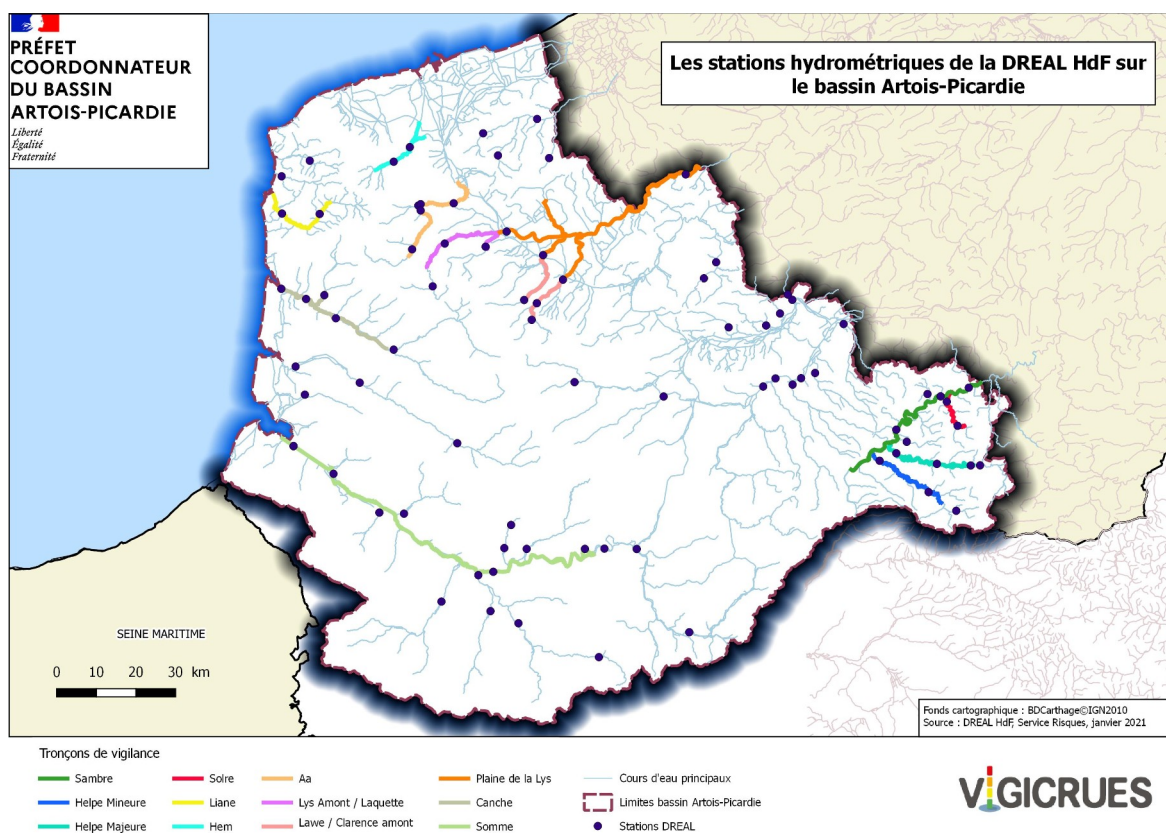 PRÉFET
COORDONNATEUR
DU BASSIN
ARTOIS-PICARDIE
Liberté
Égalité
Fraternité
Les stations hydrométriques de la DREAL HdF sur
le bassin Artois-Picardie
SEINE MARITIME
0 10 20 30 km
Fonds cartographique : BDCarthage©IGN2010
Source : DREAL HdF, Service Risques, janvier 2021
Tronçons de vigilance
Sambre
Helpe Mineure
Helpe Majeure
Solre
Liane
Hem
Aa
Lys Amont / Laquette
Lawe / Clarence amont
Plaine de la Lys
Canche
Somme
Cours d'eau principaux
Limites bassin Artois-Picardie
Stations DREAL
VIGICRUES